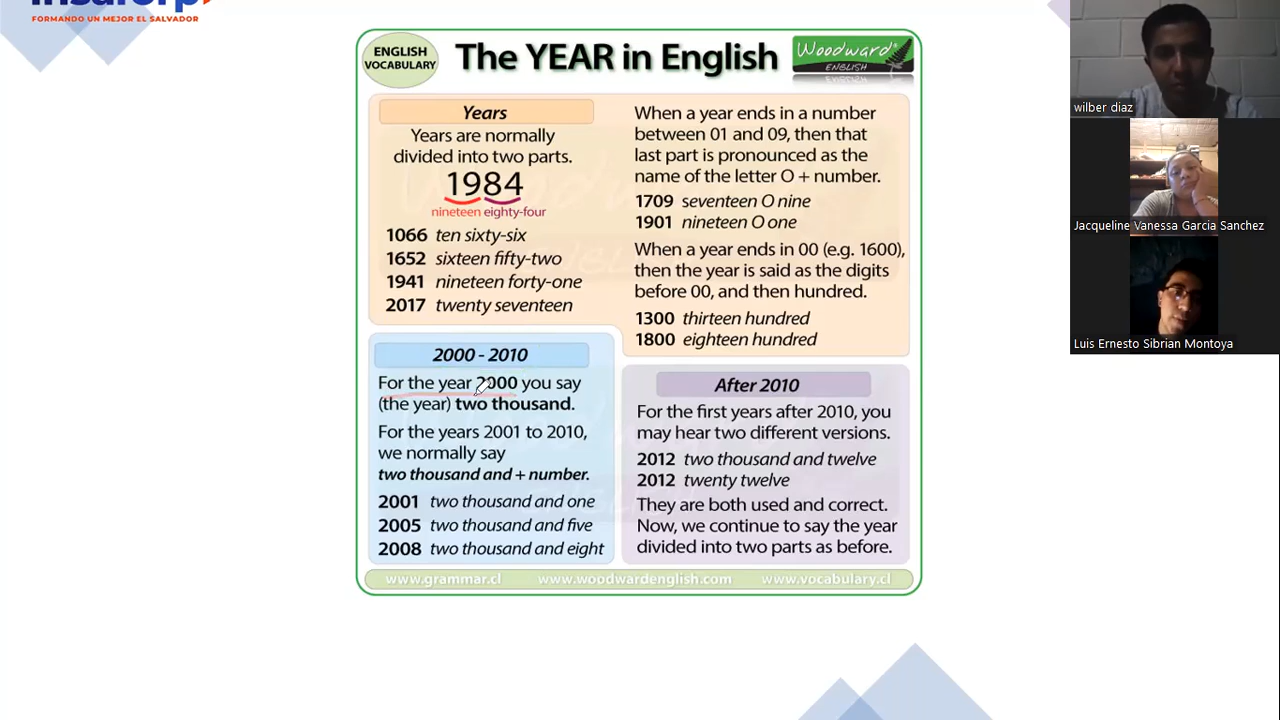 insaforp
FORMANDO UN MEJOR EL SALVADOR
ENGLISH
VOCABULARY
The YEAR in English
Woodward®
ENGLISH
Years
Years are normally
divided into two parts.
1984
nineteen eighty-four
1066 ten sixty-six
1652 sixteen fifty-two
1941 nineteen forty-one
2017 twenty seventeen
When a year ends in a number
between 01 and 09, then that
last part is pronounced as the
name of the letter O + number.
1709 seventeen O nine
1901 nineteen O one
When a year ends in 00 (e.g. 1600),
then the year is said as the digits
before 00, and then hundred.
1300 thirteen hundred
1800 eighteen hundred
2000 - 2010
For the year 2000 you say
(the year) two thousand.
For the years 2001 to 2010,
we normally say
two thousand and + number.
2001 two thousand and one
2005 two thousand and five
2008 two thousand and eight
After 2010
For the first years after 2010, you
may hear two different versions.
2012 two thousand and twelve
2012 twenty twelve
They are both used and correct.
Now, we continue to say the year
divided into two parts as before.
www.grammar.cl www.woodwardenglish.com www.vocabulary.cl
wilber diaz
Jacqueline Vanessa Garcia Sanchez
Luis Ernesto Sibrian Montoya